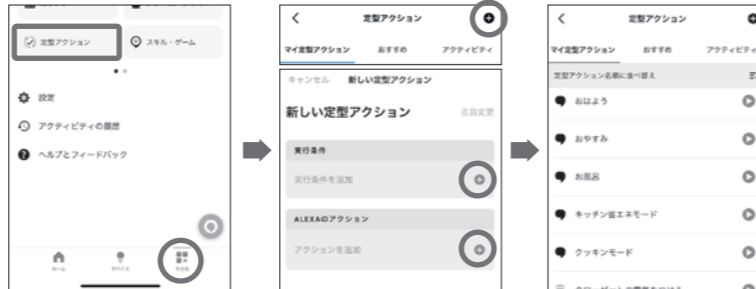 定型アクション
スキル・ゲーム
設定
アクティビティの履歴
ヘルプとフィードバック
ホーム
デバイス
その他
定型アクション
マイ定型アクション おすすめ アクティビティ
キャンセル 新しい定型アクション
新しい定型アクション 名前変更
実行条件
実行条件を追加
ALEXAのアクション
アクションを追加
定型アクション
マイ定型アクション おすすめ アクティビティ
定型アクション名順に並べ替え
おはよう
おやすみ
お風呂
キッチン省エネモード
クッキンモード